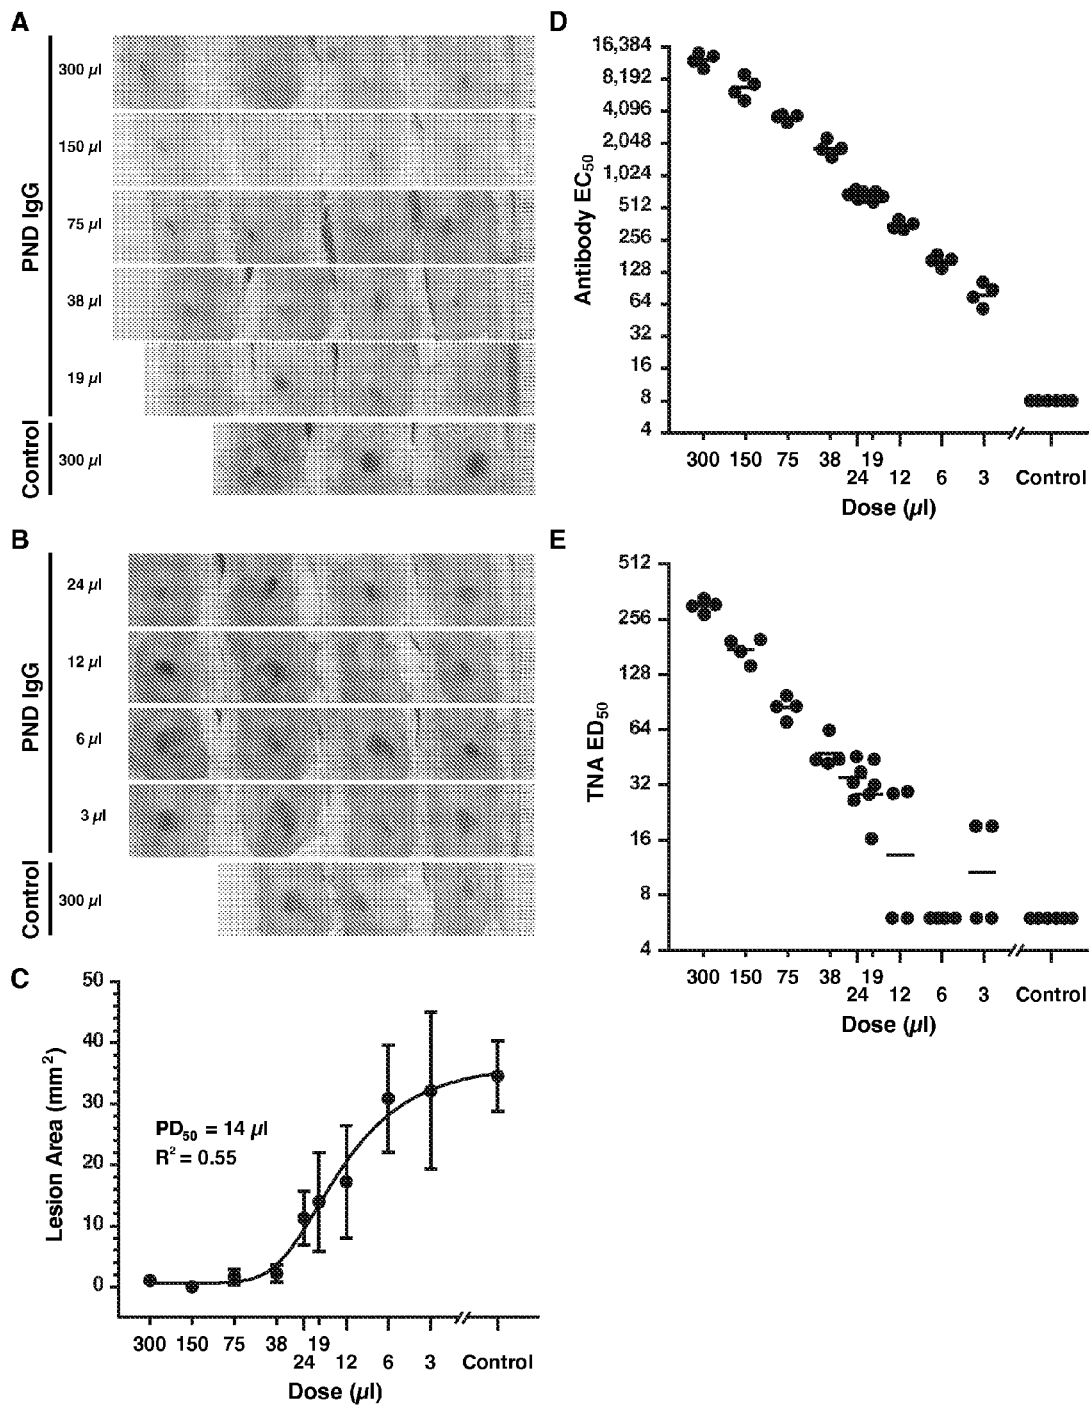 A
PND IgG
300 µl
150 µl
75 µl
38 µl
19 µl
Control
300 µl
B
PND IgG
24 µl
12 µl
6 µl
3 µl
Control
300 µl
C
Lesion Area (mm²)
50
40
30
20
10
0
PD₅₀ = 14 µl
R² = 0.55
300 150 75 38 19
24 12 6 3 Control
Dose (µl)
D
Antibody EC₅₀
16,384
8,192
4,096
2,048
1,024
512
256
128
64
32
16
8
4
300 150 75 38 19
24 12 6 3 Control
Dose (µl)
E
TNA ED₅₀
512
256
128
64
32
16
8
4
300 150 75 38 19
24 12 6 3 Control
Dose (µl)